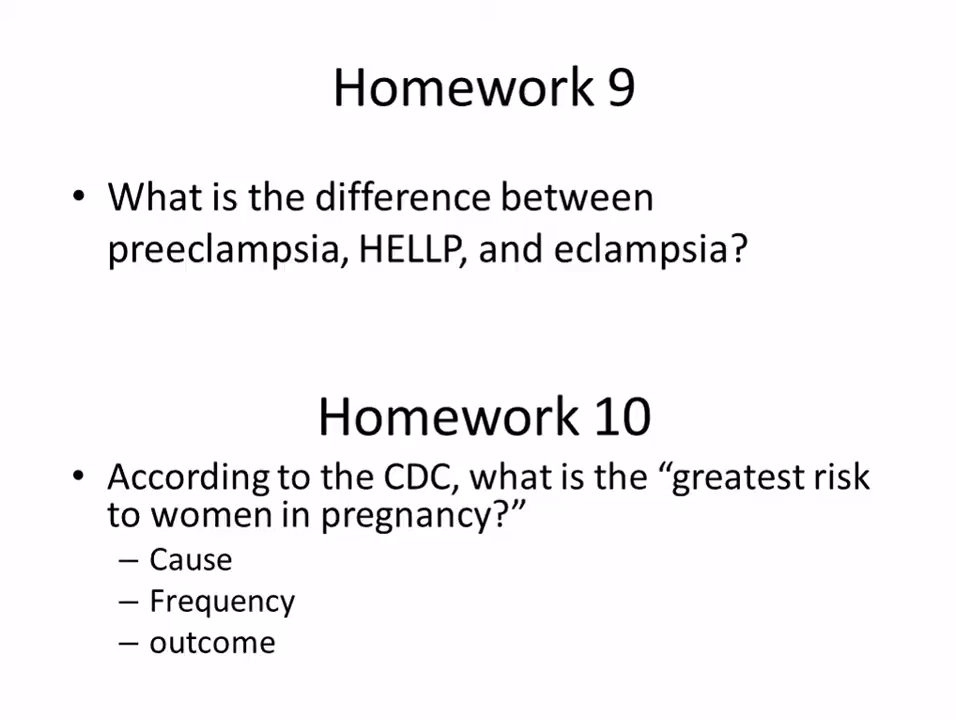 Homework 9
• What is the difference between
preeclampsia, HELLP, and eclampsia?
Homework 10
• According to the CDC, what is the “greatest risk
to women in pregnancy?”
– Cause
– Frequency
– outcome